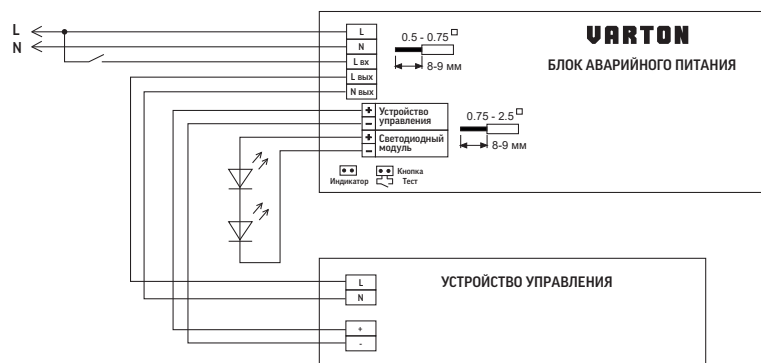 L
N
L
N
L вх
L вых
N вых
0.5 - 0.75
8-9 мм
VARTON
БЛОК АВАРИЙНОГО ПИТАНИЯ
+
−
Устройство
управления
+
−
Светодиодный
модуль
0.75 - 2.5
8-9 мм
Индикатор
Кнопка
Тест
L
N
УСТРОЙСТВО УПРАВЛЕНИЯ
+
-